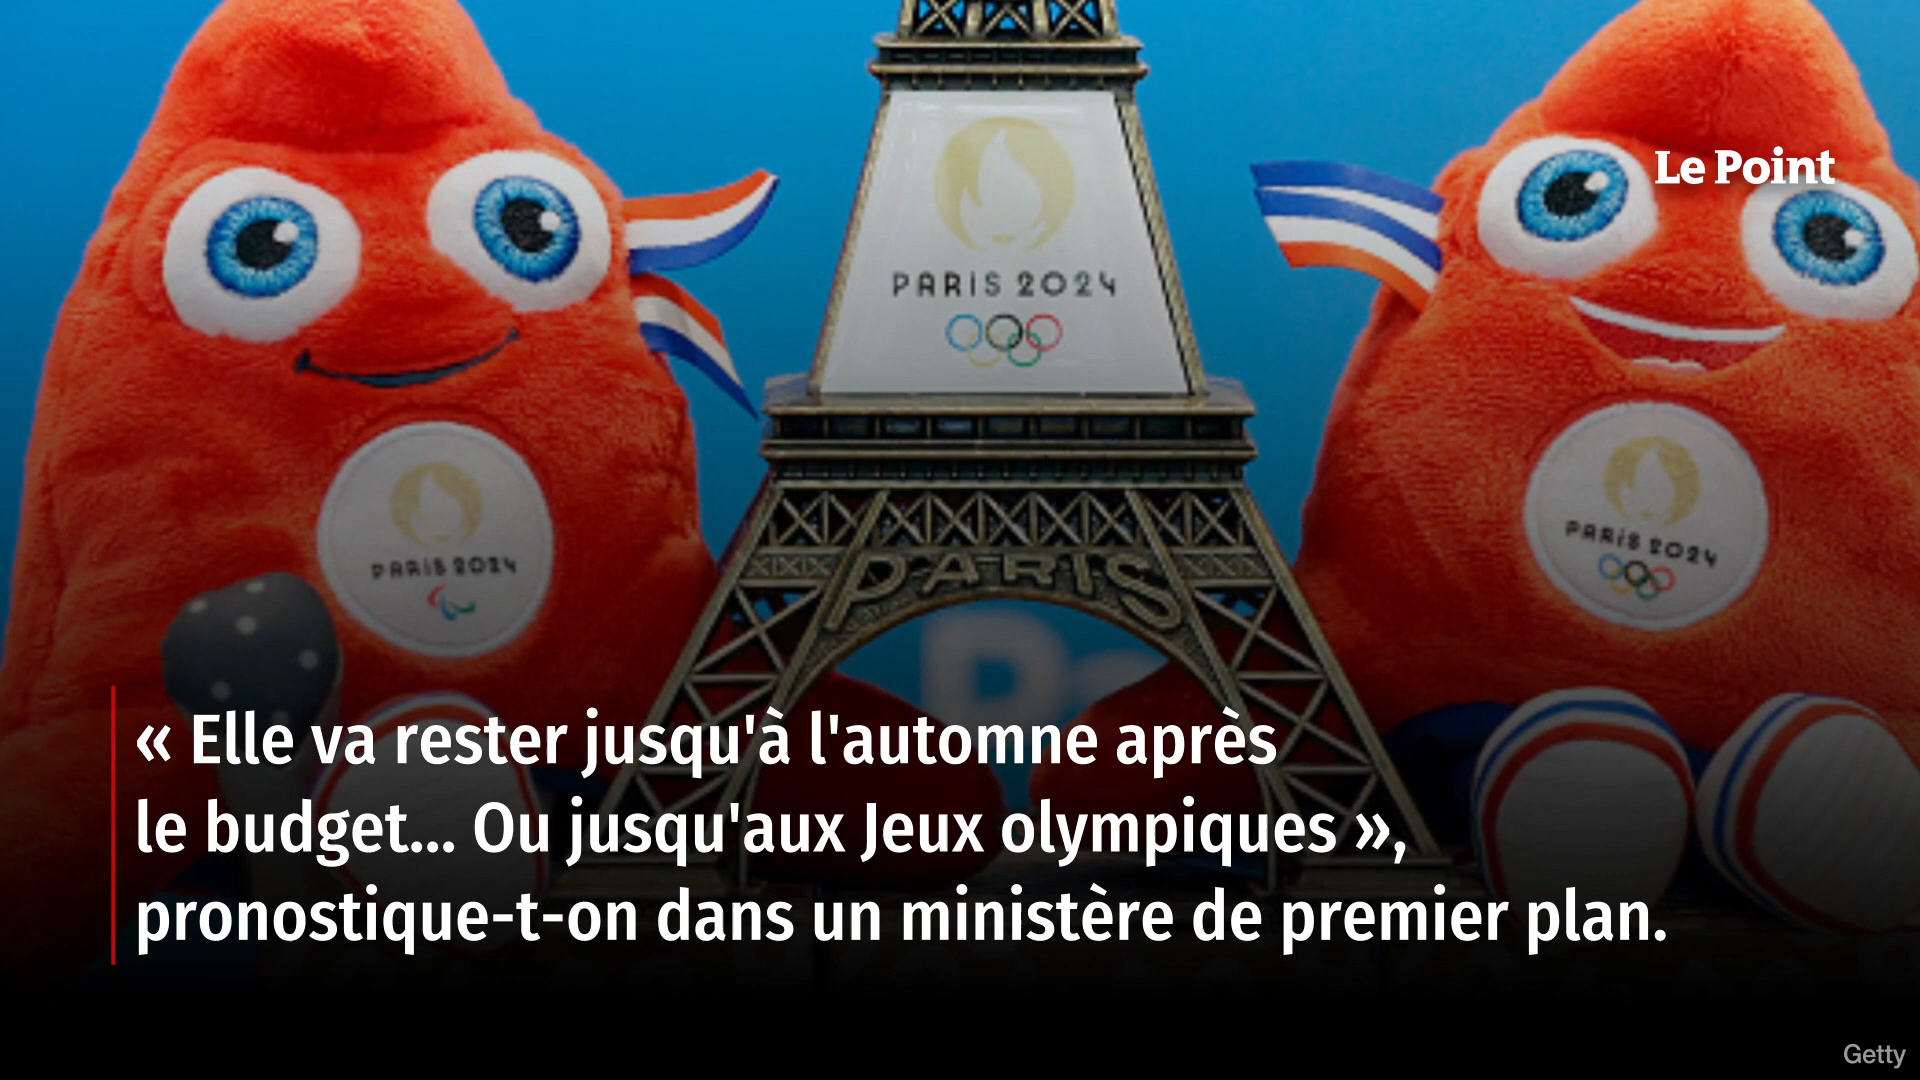 Le Point
PARIS 2024
PARIS 2024
PARIS 2024
PARIS
« Elle va rester jusqu'à l'automne après
le budget... Ou jusqu'aux Jeux olympiques »,
pronostique-t-on dans un ministère de premier plan.
Getty